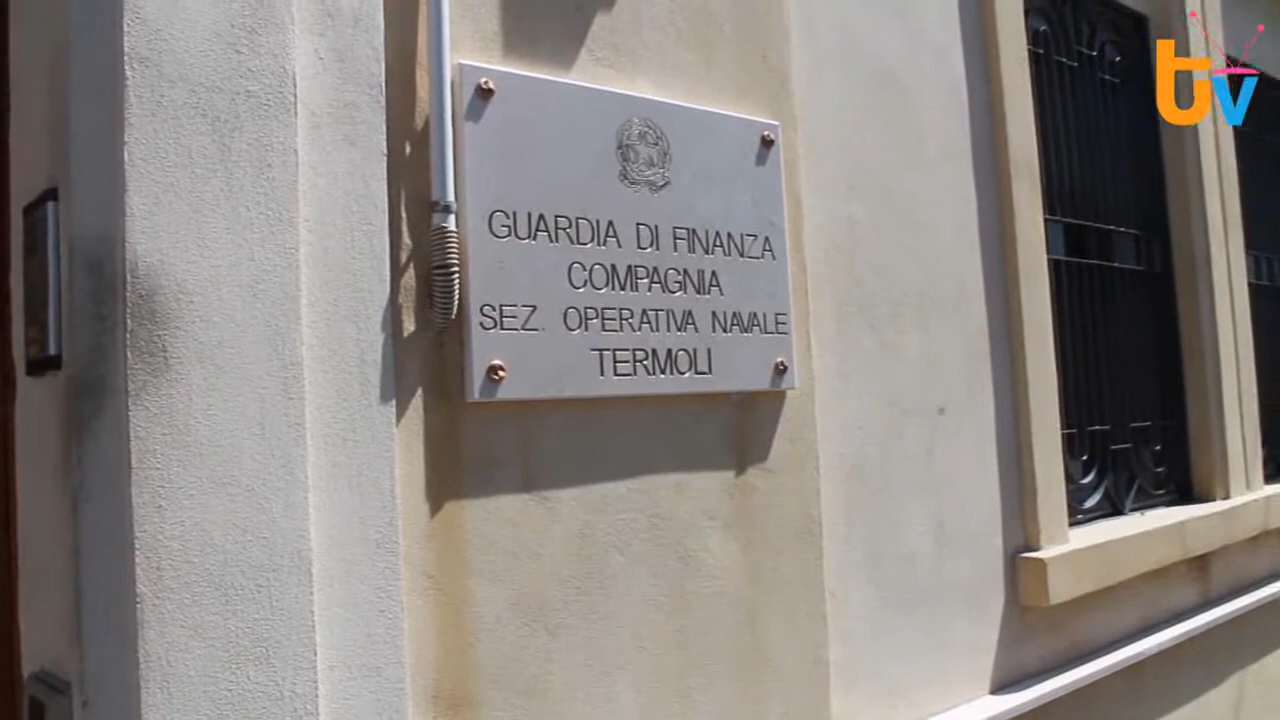 GUARDIA DI FINANZA
COMPAGNIA
SEZ. OPERATIVA NAVALE
TERMOLI
tv